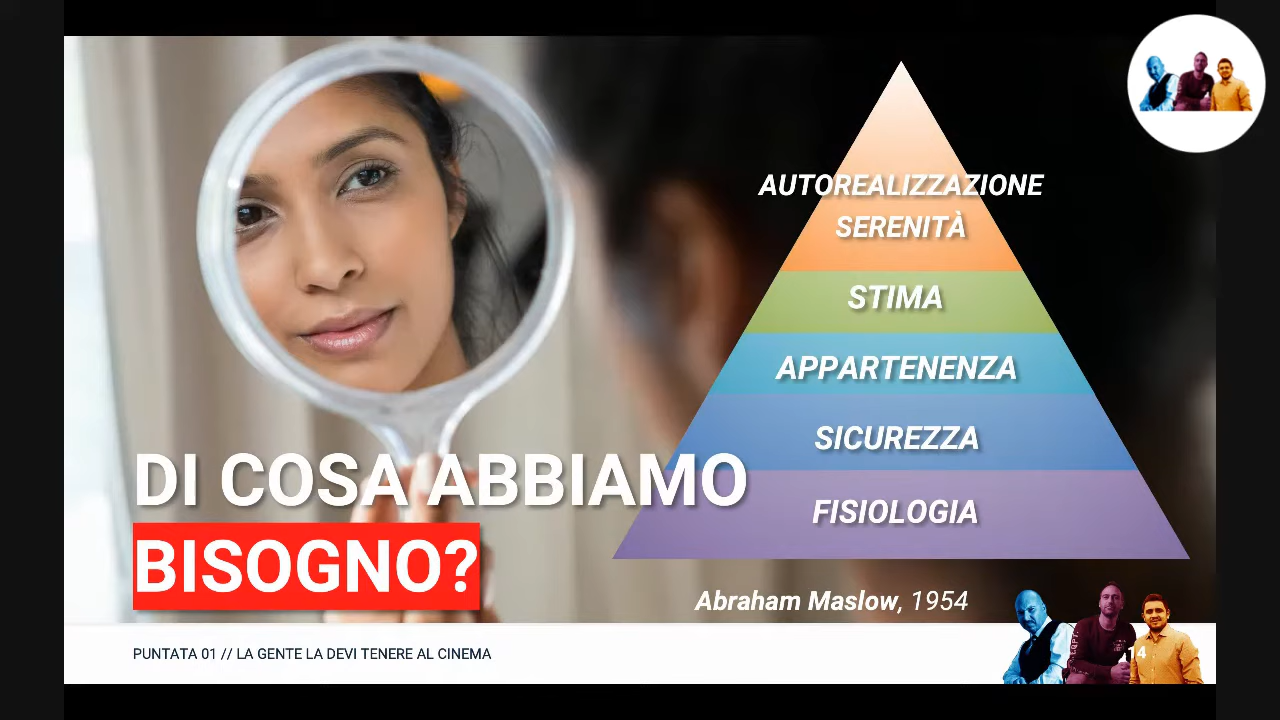 DI COSA ABBIAMO
BISOGNO?
AUTOREALIZZAZIONE
SERENITÀ
STIMA
APPARTENENZA
SICUREZZA
FISIOLOGIA
Abraham Maslow, 1954
PUNTATA 01 // LA GENTE LA DEVI TENERE AL CINEMA
14